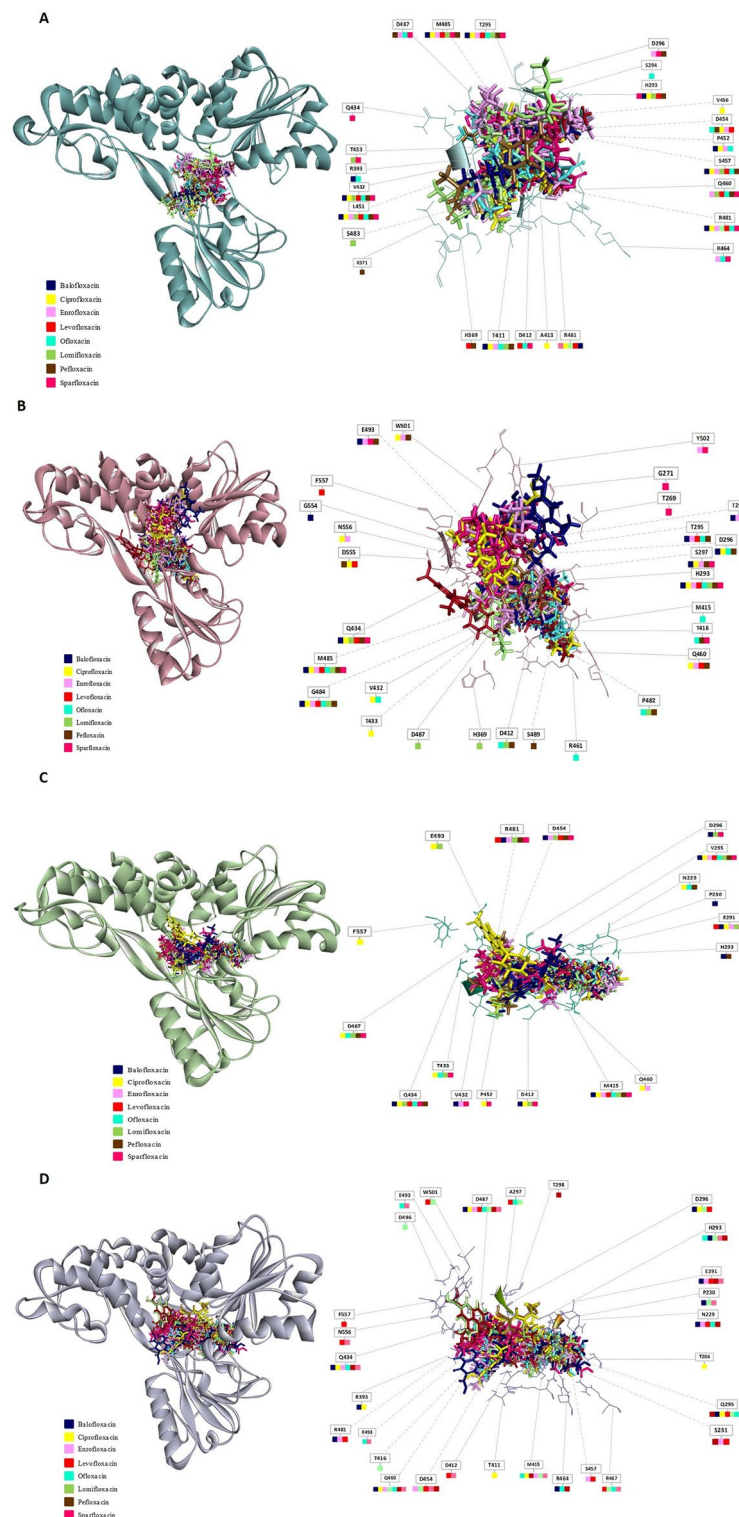 A
D487
M485
T295
D296
S294
H293
Q434
V456
D454
P452
T433
R393
V432
L451
S457
Q460
S483
R481
K371
R464
H369
T411
D412
A413
R461
Balofloxacin
Ciprofloxacin
Enrofloxacin
Levofloxacin
Ofloxacin
Lomifloxacin
Pefloxacin
Sparfloxacin
B
E493
W501
Y502
G271
F557
T269
G554
N556
T295
D296
D555
S297
H293
Q434
M415
T416
M485
Q460
G484
V432
P482
T433
D487
H369
D412
S489
R461
Balofloxacin
Ciprofloxacin
Enrofloxacin
Levofloxacin
Ofloxacin
Lomifloxacin
Pefloxacin
Sparfloxacin
C
E493
R481
D454
D296
V295
N229
P230
E291
F557
H293
D487
T433
Q460
Q434
V432
P452
D412
M415
Balofloxacin
Ciprofloxacin
Enrofloxacin
Levofloxacin
Ofloxacin
Lomifloxacin
Pefloxacin
Sparfloxacin
D
E493
W501
D487
A297
T298
D496
D296
H293
E291
P230
N229
F557
N556
Q434
T204
R393
Q295
R481
E493
S231
T416
Q460
D454
D412
T411
M415
R464
S457
R467
Balofloxacin
Ciprofloxacin
Enrofloxacin
Levofloxacin
Ofloxacin
Lomifloxacin
Pefloxacin
Sparfloxacin